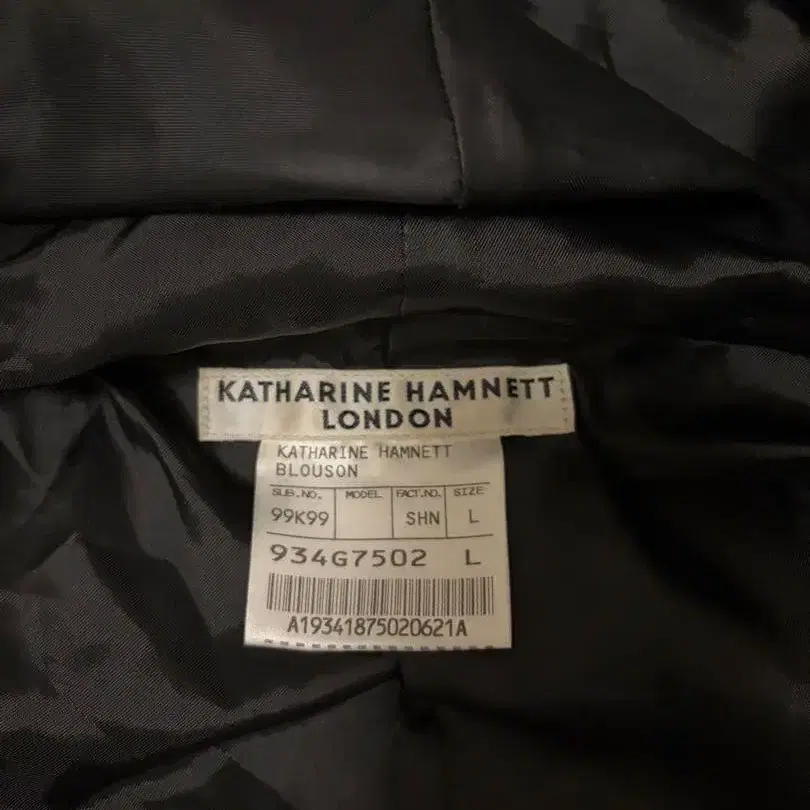 KATHARINE HAMNETT
LONDON
KATHARINE HAMNETT
BLOUSON
SUB.NO. MODEL FACT.NO. SIZE
99K99 SHN L
934G7502 L
A19341875020621A